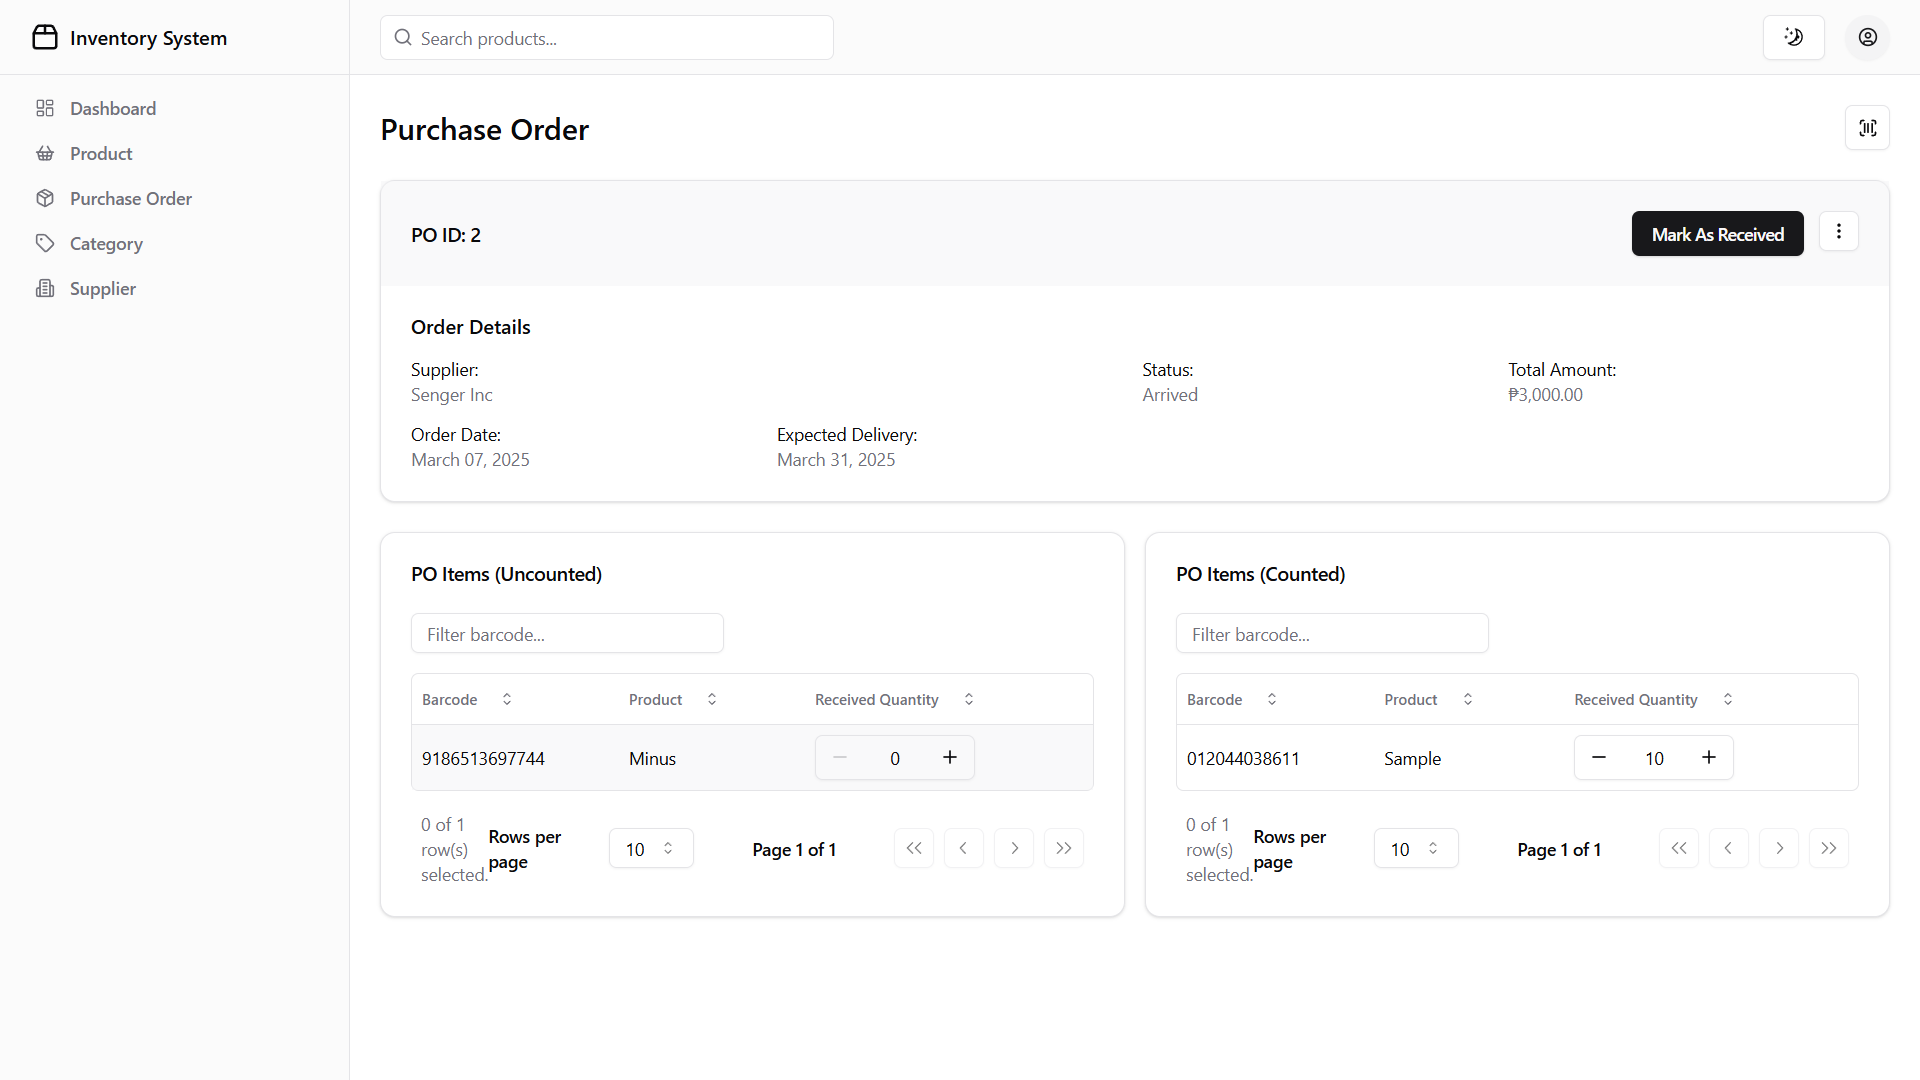 Inventory System
Search products...
Dashboard
Product
Purchase Order
Category
Supplier
Purchase Order
PO ID: 2
Mark As Received
Order Details
Supplier:
Senger Inc
Status:
Arrived
Total Amount:
₱3,000.00
Order Date:
March 07, 2025
Expected Delivery:
March 31, 2025
PO Items (Uncounted)
Filter barcode...
Barcode Product Received Quantity
9186513697744 Minus 0
0 of 1
row(s)
selected.
Rows per
page
10
Page 1 of 1
PO Items (Counted)
Filter barcode...
Barcode Product Received Quantity
012044038611 Sample 10
0 of 1
row(s)
selected.
Rows per
page
10
Page 1 of 1